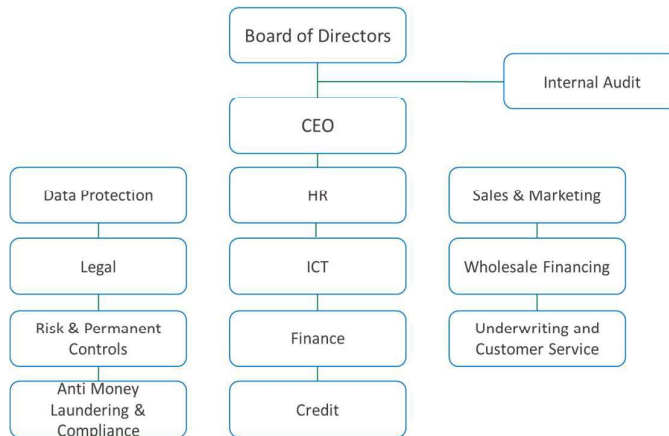 Board of Directors
Internal Audit
CEO
Data Protection
HR
Sales & Marketing
Legal
ICT
Wholesale Financing
Risk & Permanent
Controls
Finance
Underwriting and
Customer Service
Anti Money
Laundering &
Compliance
Credit